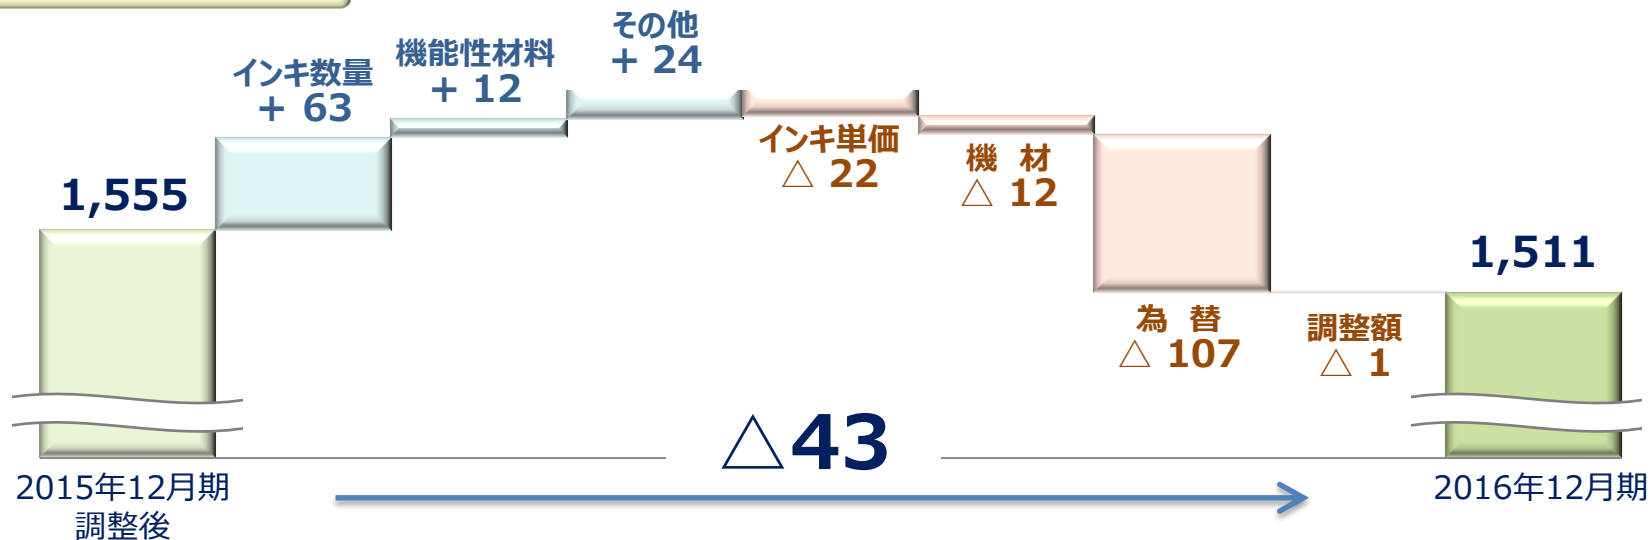 インキ数量
+ 63
機能性材料
+ 12
その他
+ 24
インキ単価
△ 22
機 材
△ 12
為 替
△ 107
調整額
△ 1
1,555
1,511
△43
2015年12月期
調整後
2016年12月期